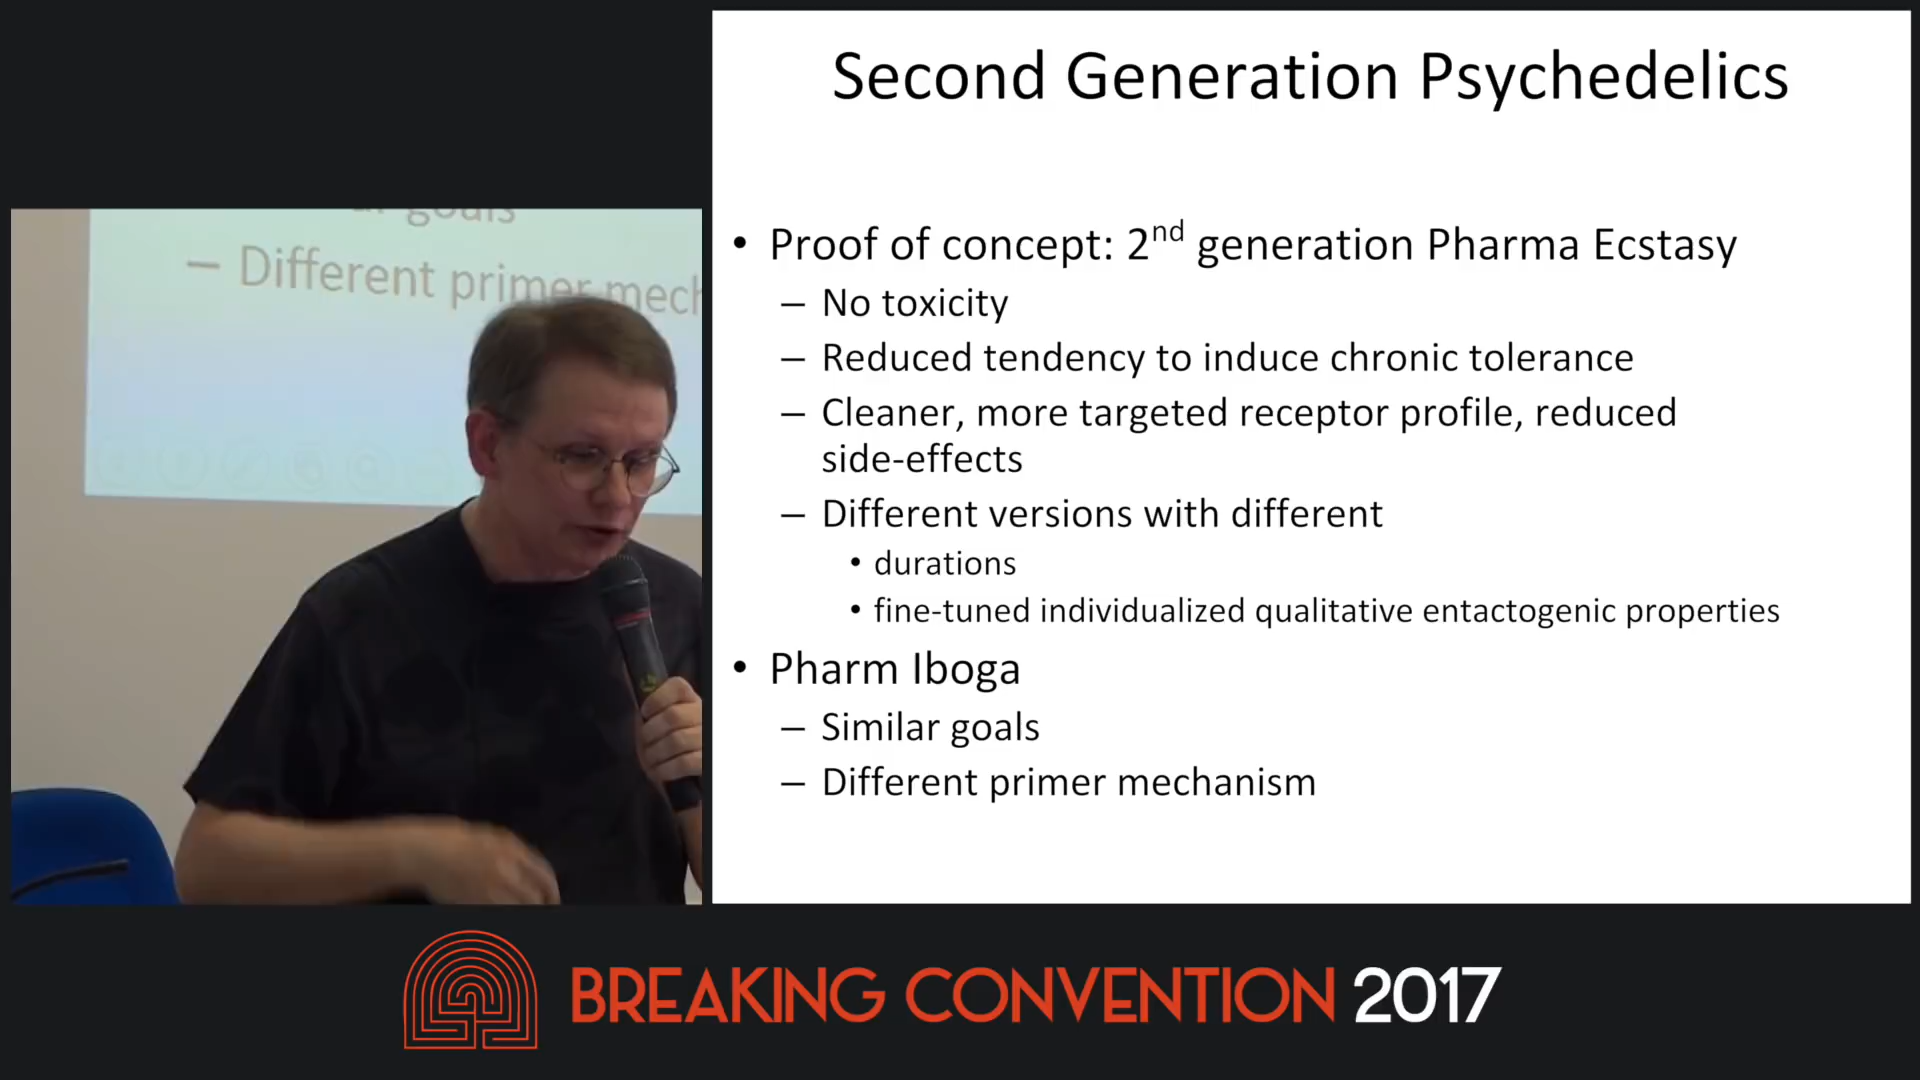 Second Generation Psychedelics
• Proof of concept: 2nd generation Pharma Ecstasy
– No toxicity
– Reduced tendency to induce chronic tolerance
– Cleaner, more targeted receptor profile, reduced
side-effects
– Different versions with different
• durations
• fine-tuned individualized qualitative entactogenic properties
• Pharm Iboga
– Similar goals
– Different primer mechanism
goals
– Different primer mech
BREAKING CONVENTION 2017